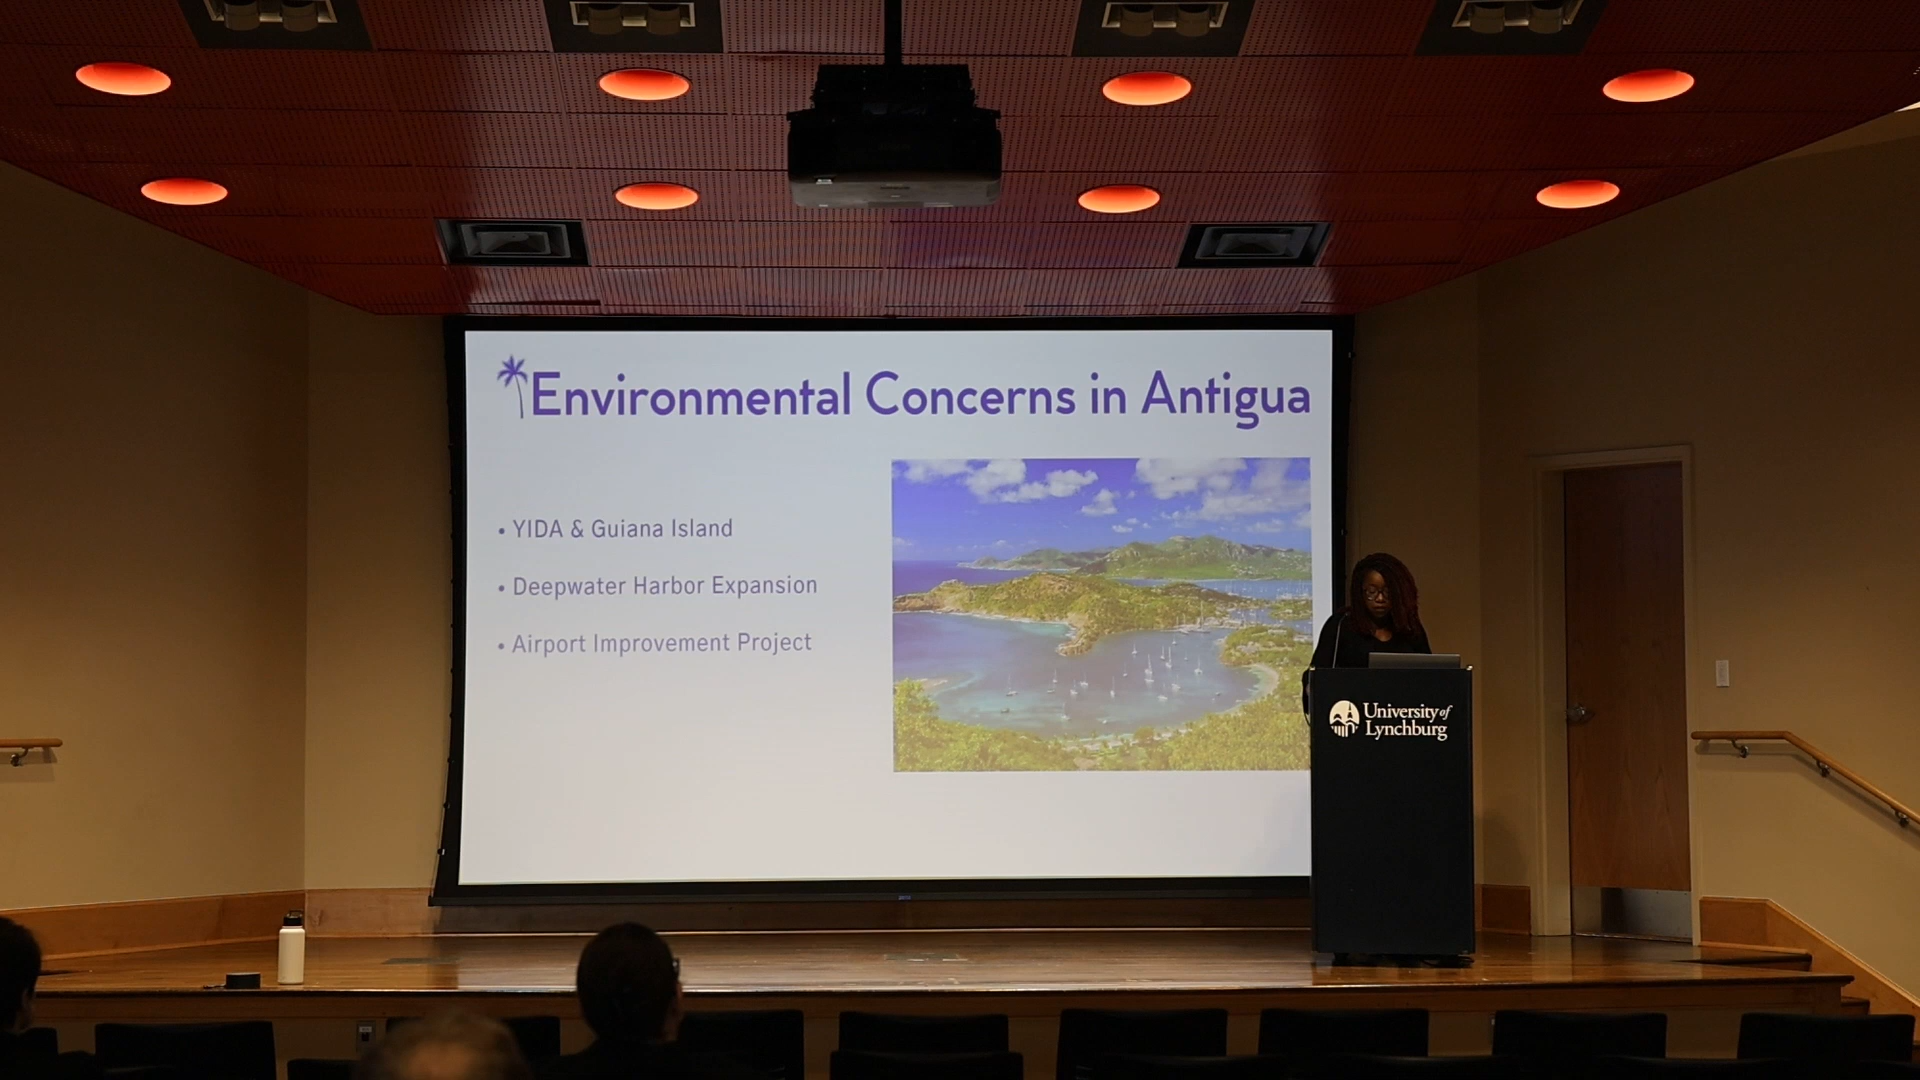 Environmental Concerns in Antigua
• YIDA & Guiana Island
• Deepwater Harbor Expansion
• Airport Improvement Project
University of
Lynchburg